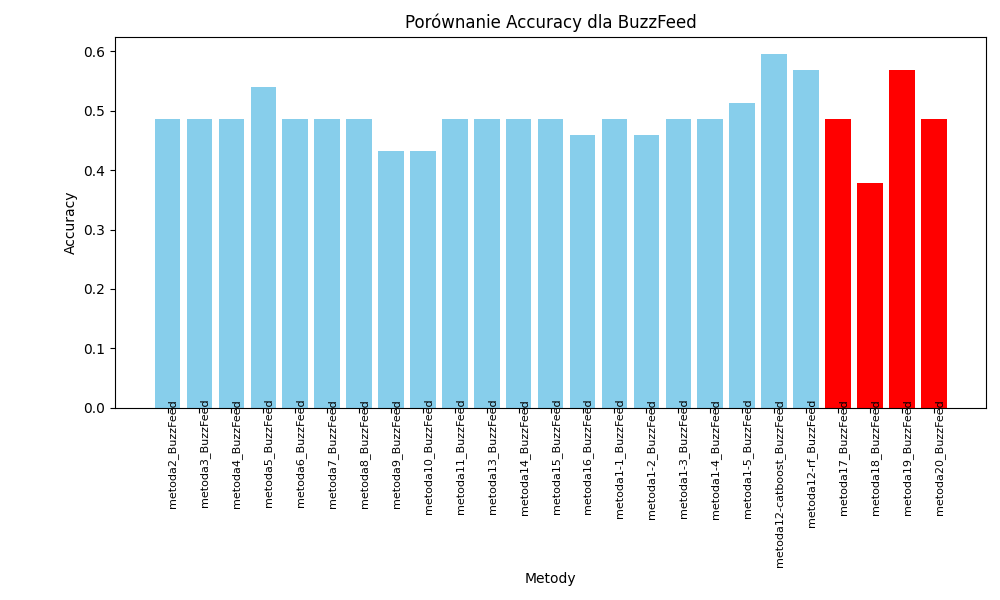 Porównanie Accuracy dla BuzzFeed
Accuracy
0.6
0.5
0.4
0.3
0.2
0.1
0.0
metoda2_BuzzFeed
metoda3_BuzzFeed
metoda4_BuzzFeed
metoda5_BuzzFeed
metoda6_BuzzFeed
metoda7_BuzzFeed
metoda8_BuzzFeed
metoda9_BuzzFeed
metoda10_BuzzFeed
metoda11_BuzzFeed
metoda13_BuzzFeed
metoda14_BuzzFeed
metoda15_BuzzFeed
metoda16_BuzzFeed
metoda1-1_BuzzFeed
metoda1-2_BuzzFeed
metoda1-3_BuzzFeed
metoda1-4_BuzzFeed
metoda1-5_BuzzFeed
metoda12-catboost_BuzzFeed
metoda12-rf_BuzzFeed
metoda17_BuzzFeed
metoda18_BuzzFeed
metoda19_BuzzFeed
metoda20_BuzzFeed
Metody